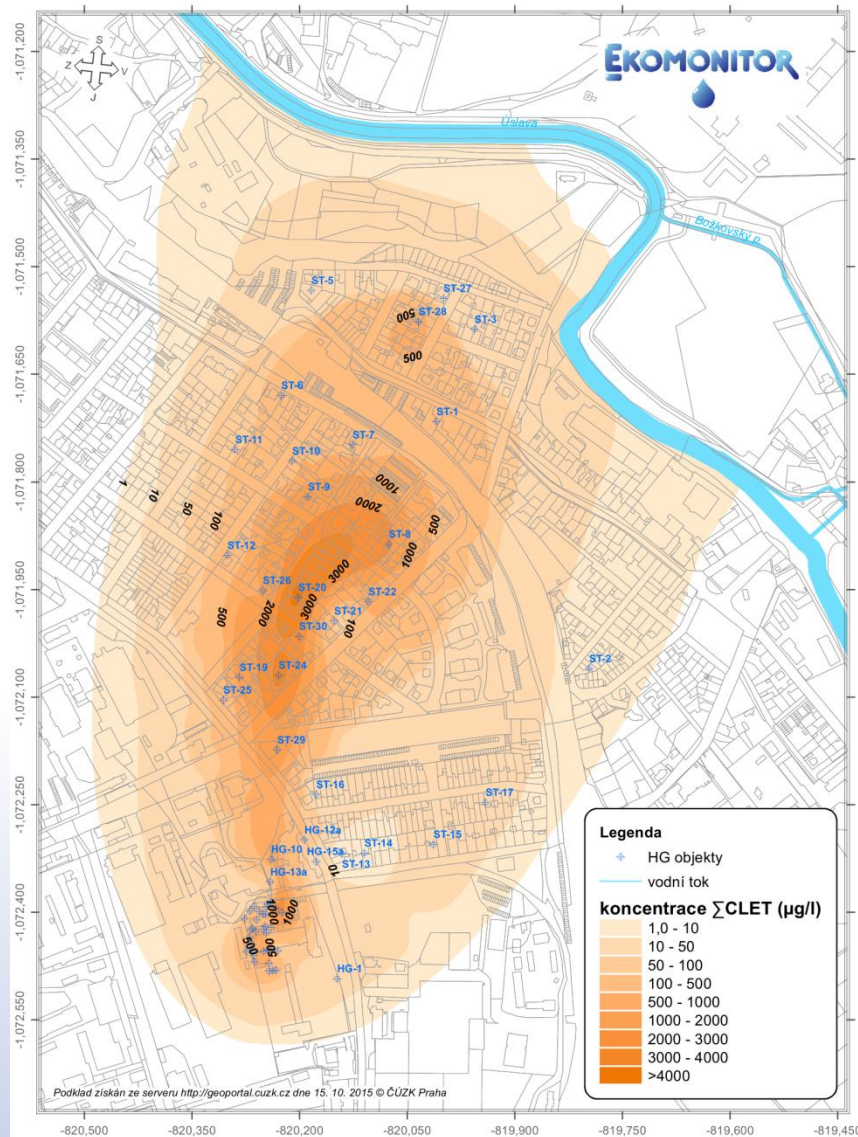 EKOMONITOR
S
Z V
J
Úslava
Božkovský p.
-1,071,200
-1,071,350
-1,071,500
-1,071,650
-1,071,800
-1,071,950
-1,072,100
-1,072,250
-1,072,400
-1,072,550
ST-5
ST-27
500
ST-28
ST-3
500
ST-6
ST-1
ST-11
ST-7
ST-10
1
10
50
100
ST-9
1000
2000
500
ST-8
1000
ST-12
3000
ST-26
ST-20
ST-22
2000
3000
500
ST-21
100
ST-30
ST-2
ST-19
ST-24
ST-25
ST-29
ST-16
ST-17
HG-12a
ST-15
HG-10
HG-15a
ST-14
ST-13
10
HG-13a
1000
1000
500
500
HG-1
Legenda
HG objekty
vodní tok
koncentrace ∑CLET (µg/l)
1,0 - 10
10 - 50
50 - 100
100 - 500
500 - 1000
1000 - 2000
2000 - 3000
3000 - 4000
>4000
Podklad získán ze serveru http://geoportal.cuzk.cz dne 15. 10. 2015 © ČÚZK Praha
-820,500
-820,350
-820,200
-820,050
-819,900
-819,750
-819,600
-819,450